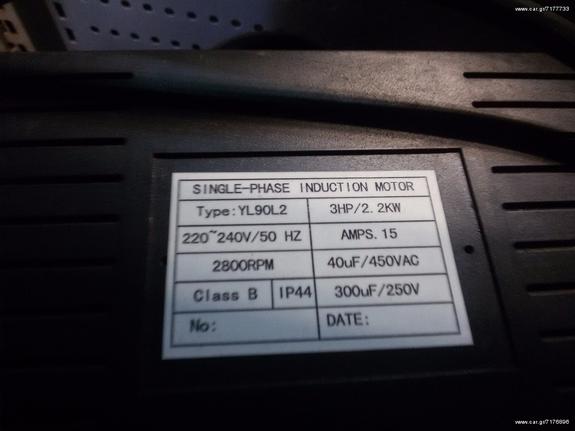 www.car.gr/7177733
SINGLE-PHASE INDUCTION MOTOR
Type:YL90L2 3HP/2.2KW
220~240V/50 HZ AMPS.15
2800RPM 40uF/450VAC
Class B IP44 300uF/250V
No: DATE:
www.car.gr/7176896